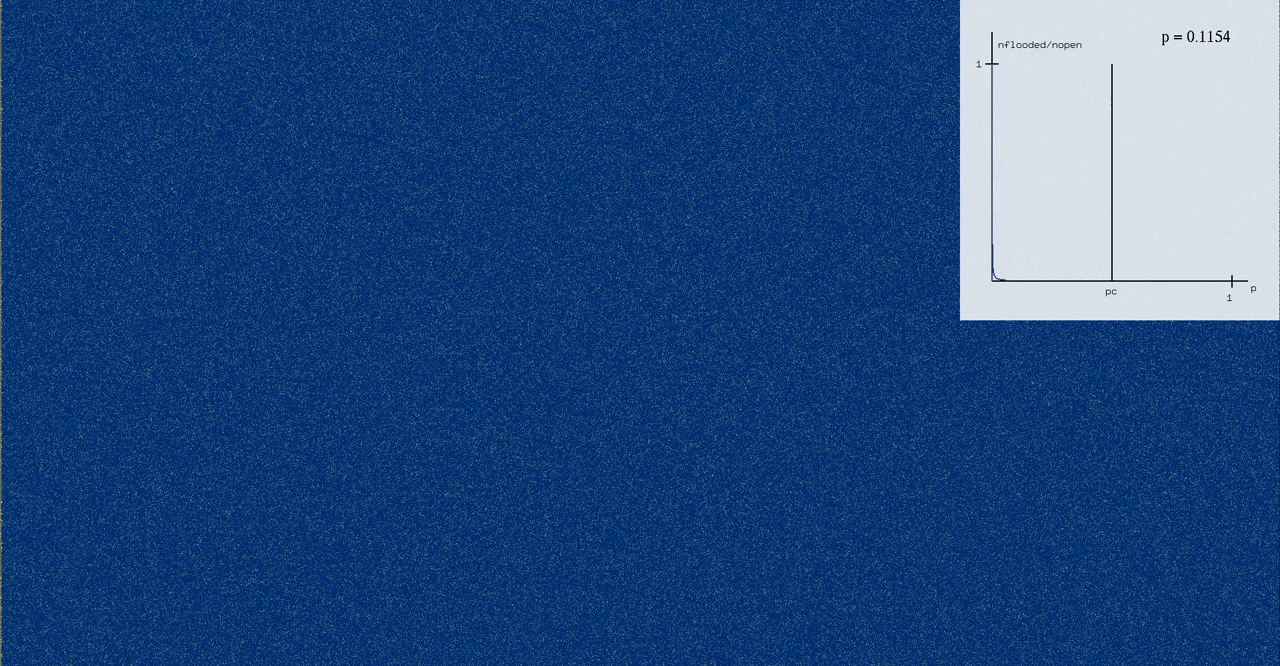 p = 0.1154
nflooded/nopen
1
pc
1
p